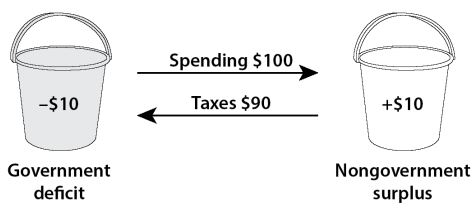 Spending $100
–$10
Taxes $90
+$10
Government
deficit
Nongovernment
surplus